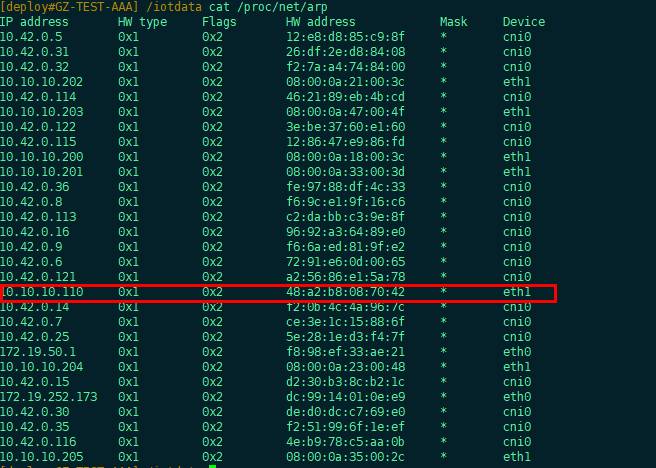 [deploy#GZ-TEST-AAA] /iotdata cat /proc/net/arp
IP address HW type Flags HW address Mask Device
10.42.0.5 0x1 0x2 12:e8:d8:85:c9:8f * cni0
10.42.0.31 0x1 0x2 26:df:2e:d8:84:08 * cni0
10.42.0.32 0x1 0x2 f2:7a:a4:74:84:00 * cni0
10.10.10.202 0x1 0x2 08:00:0a:21:00:3c * eth1
10.42.0.114 0x1 0x2 46:21:89:eb:4b:cd * cni0
10.10.10.203 0x1 0x2 08:00:0a:47:00:4f * eth1
10.42.0.122 0x1 0x2 3e:be:37:60:e1:60 * cni0
10.42.0.115 0x1 0x2 12:86:47:e9:86:fd * cni0
10.10.10.200 0x1 0x2 08:00:0a:18:00:3c * eth1
10.10.10.201 0x1 0x2 08:00:0a:33:00:3d * eth1
10.42.0.36 0x1 0x2 fe:97:88:df:4c:33 * cni0
10.42.0.8 0x1 0x2 f6:9c:e1:9f:16:c6 * cni0
10.42.0.113 0x1 0x2 c2:da:bb:c3:9e:8f * cni0
10.42.0.16 0x1 0x2 96:92:a3:64:89:e0 * cni0
10.42.0.9 0x1 0x2 f6:6a:ed:81:9f:e2 * cni0
10.42.0.6 0x1 0x2 72:91:e6:0d:00:65 * cni0
10.42.0.121 0x1 0x2 a2:56:86:e1:5a:78 * cni0
10.10.10.110 0x1 0x2 48:a2:b8:08:70:42 * eth1
10.42.0.14 0x1 0x2 f2:0b:4c:4a:96:7c * cni0
10.42.0.7 0x1 0x2 ce:3e:1c:15:88:6f * cni0
10.42.0.25 0x1 0x2 5e:28:1e:d3:f4:7f * cni0
172.19.50.1 0x1 0x2 f8:98:ef:33:ae:21 * eth0
10.10.10.204 0x1 0x2 08:00:0a:23:00:48 * eth1
10.42.0.15 0x1 0x2 d2:30:b3:8c:b2:1c * cni0
172.19.252.173 0x1 0x2 dc:99:14:01:0e:e9 * eth0
10.42.0.30 0x1 0x2 de:d0:dc:c7:69:e0 * cni0
10.42.0.35 0x1 0x2 f2:51:99:6f:1e:ef * cni0
10.42.0.116 0x1 0x2 4e:b9:78:c5:aa:0b * cni0
10.10.10.205 0x1 0x2 08:00:0a:35:00:2c * eth1
[deploy#GZ-TEST-AAA] /iotdata